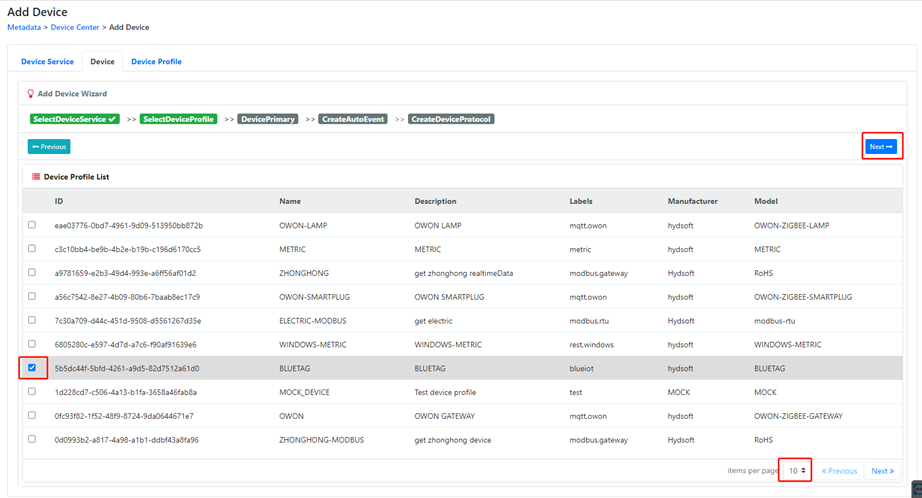 Add Device
Metadata > Device Center > Add Device
Device Service Device Device Profile
Add Device Wizard
SelectDeviceService >> SelectDeviceProfile >> DevicePrimary >> CreateAutoEvent >> CreateDeviceProtocol
Previous Next
Device Profile List
ID Name Description Labels Manufacturer Model
eae03776-0bd7-4961-9d09-513950bb872b OWON-LAMP OWON LAMP mqtt.owon hydsoft OWON-ZIGBEE-LAMP
c3c10bb4-be9b-4b2e-b19b-c196d6170cc5 METRIC METRIC metric hydsoft METRIC
a9781659-e2b3-49d4-993e-a6ff56af01d2 ZHONGHONG get zhonghong realtimeData modbus.gateway Hydsoft RoHS
a56c7542-8e27-4b09-80b6-7baab8ec17c9 OWON-SMARTPLUG OWON SMARTPLUG mqtt.owon hydsoft OWON-ZIGBEE-SMARTPLUG
7c30a709-d44c-451d-9508-d5561267d35e ELECTRIC-MODBUS get electric modbus.rtu Hydsoft modbus-rtu
6805280c-e597-4d7d-a7c6-f90af91639e6 WINDOWS-METRIC WINDOWS-METRIC rest.windows hydsoft WINDOWS-METRIC
5b5dc44f-5bfd-4261-a9d5-82d7512a61d0 BLUETAG BLUETAG blueiot hydsoft BLUETAG
1d228cd7-c506-4a13-b1fa-3658a46fab8a MOCK_DEVICE Test device profile test MOCK MOCK
0fc93f82-1f52-48f9-8724-9da0644671e7 OWON OWON GATEWAY mqtt.owon hydsoft OWON-ZIGBEE-GATEWAY
0d0993b2-a817-4a98-a1b1-ddbf43a8fa96 ZHONGHONG-MODBUS get zhonghong device modbus.gateway Hydsoft RoHS
items per page 10 « Previous Next »